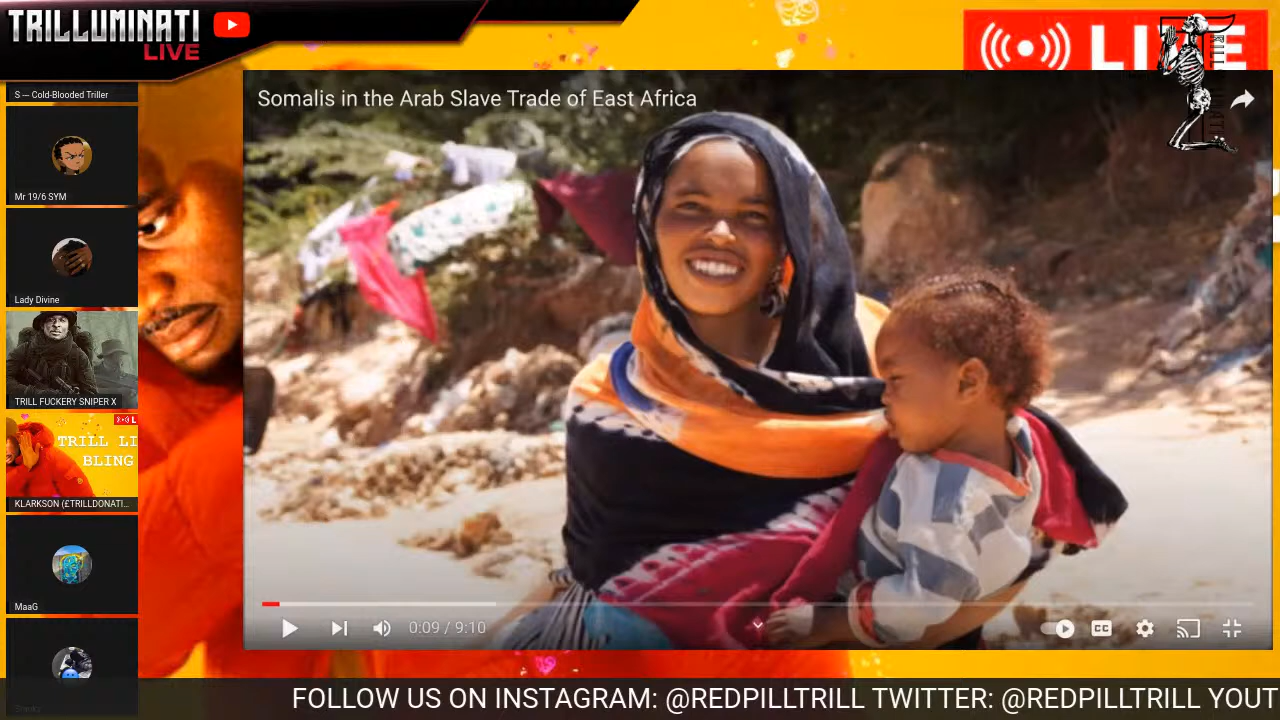 TRILLUMINATI
LIVE
LIVE
S — Cold-Blooded Triller
Mr 19/6 SYM
Lady Divine
TRILL FUCKERY SNIPER X
TRILL LI
BLING
KLARKSON (£TRILLDONATI...
MaaG
Somalis in the Arab Slave Trade of East Africa
0:09 / 9:10
CC
FOLLOW US ON INSTAGRAM: @REDPILLTRILL TWITTER: @REDPILLTRILL YOUT